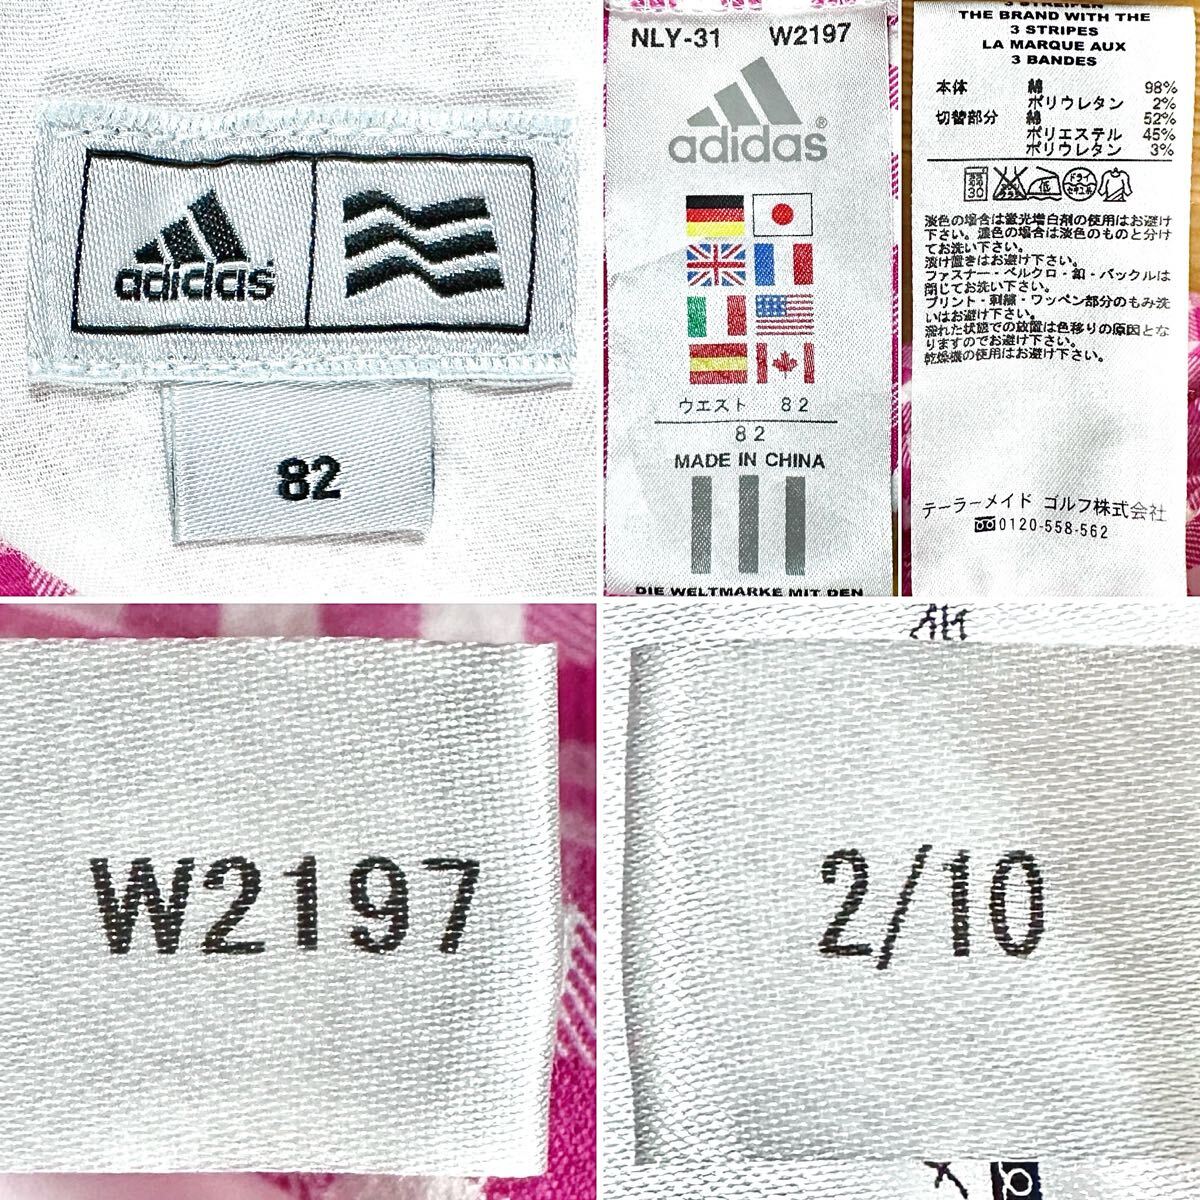 adidas
82
NLY-31 W2197
adidas®
ウエスト 82
82
MADE IN CHINA
DIE WELTMARKE MIT DEN
3 STREIFEN
THE BRAND WITH THE
3 STRIPES
LA MARQUE AUX
3 BANDES
本体 綿 98%
ポリウレタン 2%
切替部分 綿 52%
ポリエステル 45%
ポリウレタン 3%
30 低 ドライ セキユ系
淡色の場合は蛍光増白剤の使用はお避け
下さい。濃色の場合は淡色のものと分け
てお洗い下さい。
漬け置きはお避け下さい。
ファスナー・ベルクロ・釦・バックルは
閉じてお洗い下さい。
プリント・刺繍・ワッペン部分のもみ洗
いはお避け下さい。
濡れた状態での放置は色移りの原因とな
りますのでお避け下さい。
乾燥機の使用はお避け下さい。
テーラーメイド ゴルフ株式会社
0120-558-562
W2197
2/10